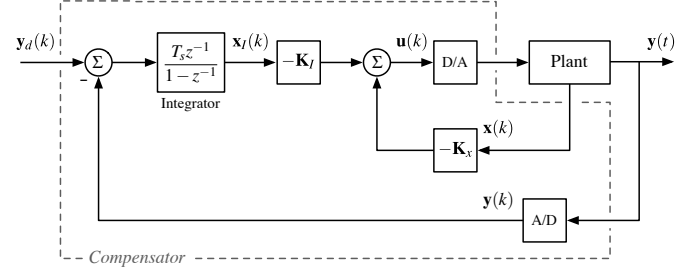 y_d(k)
Σ
-
T_s z^{-1}
1 − z^{-1}
Integrator
x_I(k)
−K_I
Σ
u(k)
D/A
Plant
y(t)
x(k)
−K_x
y(k)
A/D
Compensator